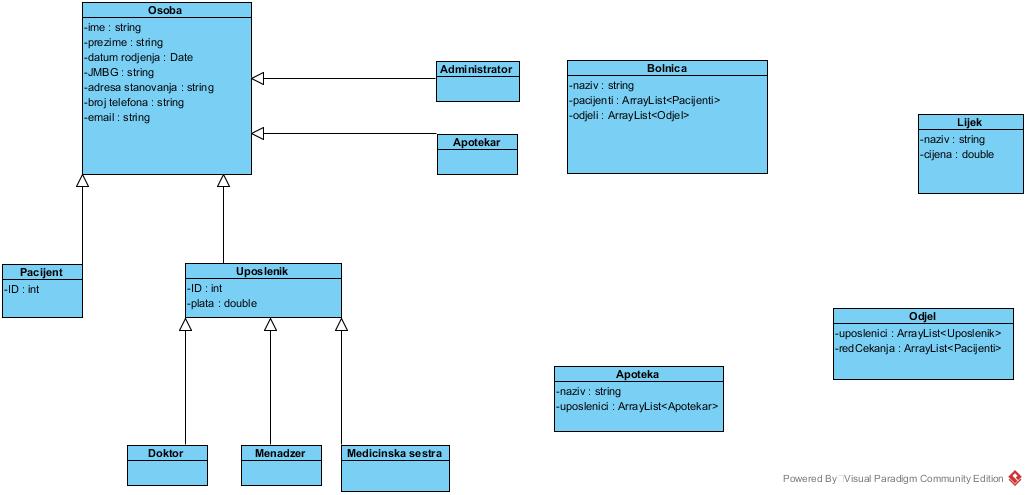 Osoba
-ime : string
-prezime : string
-datum rodjenja : Date
-JMBG : string
-adresa stanovanja : string
-broj telefona : string
-email : string
Administrator
Apotekar
Bolnica
-naziv : string
-pacijenti : ArrayList<Pacijenti>
-odjeli : ArrayList<Odjel>
Lijek
-naziv : string
-cijena : double
Pacijent
-ID : int
Uposlenik
-ID : int
-plata : double
Odjel
-uposlenici : ArrayList<Uposlenik>
-redCekanja : ArrayList<Pacijenti>
Apoteka
-naziv : string
-uposlenici : ArrayList<Apotekar>
Doktor
Menadzer
Medicinska sestra
Powered By Visual Paradigm Community Edition